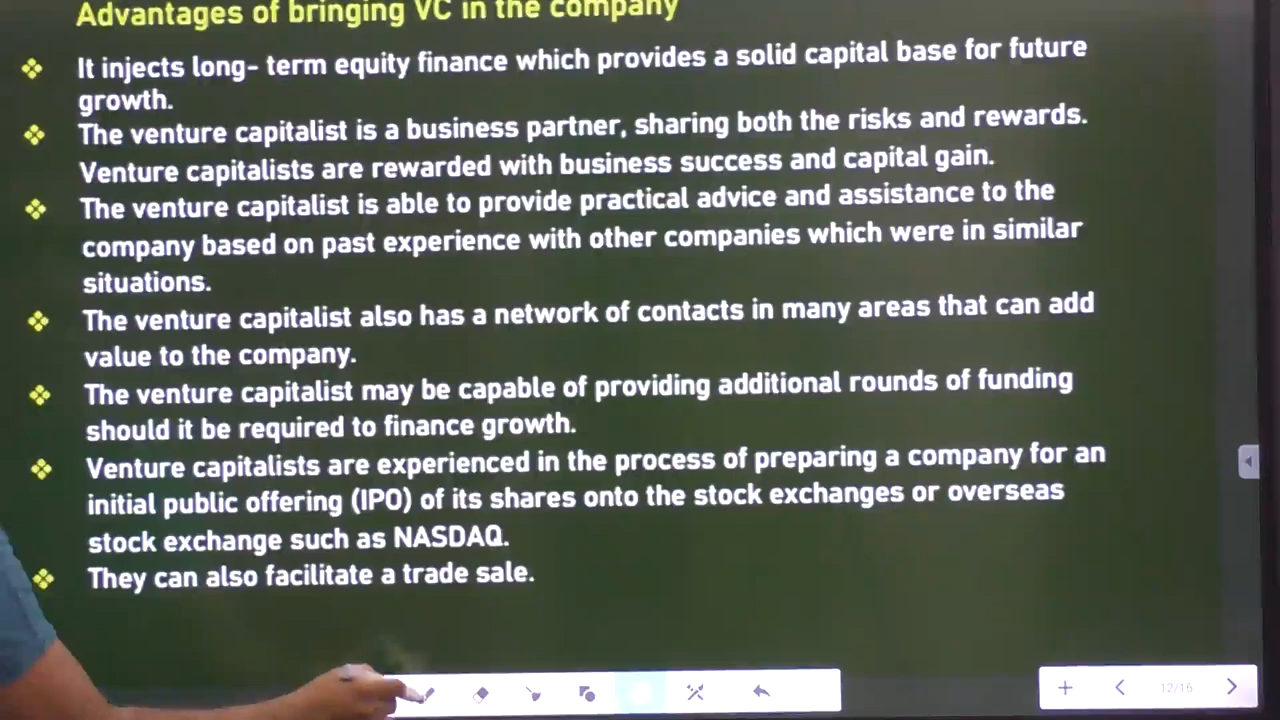 Advantages of bringing VC in the company
❖ It injects long- term equity finance which provides a solid capital base for future
growth.
❖ The venture capitalist is a business partner, sharing both the risks and rewards.
Venture capitalists are rewarded with business success and capital gain.
❖ The venture capitalist is able to provide practical advice and assistance to the
company based on past experience with other companies which were in similar
situations.
❖ The venture capitalist also has a network of contacts in many areas that can add
value to the company.
❖ The venture capitalist may be capable of providing additional rounds of funding
should it be required to finance growth.
❖ Venture capitalists are experienced in the process of preparing a company for an
initial public offering (IPO) of its shares onto the stock exchanges or overseas
stock exchange such as NASDAQ.
❖ They can also facilitate a trade sale.
12/16